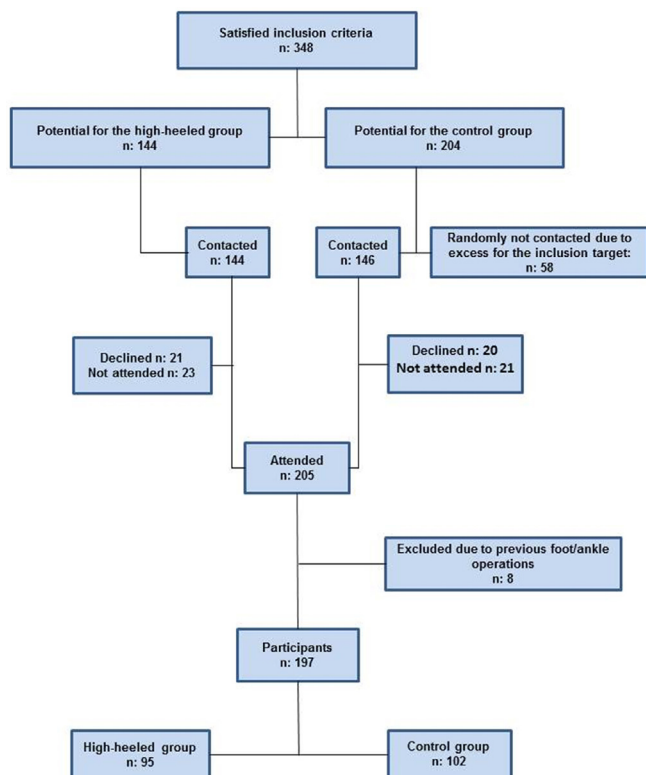 Satisfied inclusion criteria
n: 348
Potential for the high-heeled group
n: 144
Potential for the control group
n: 204
Contacted
n: 144
Contacted
n: 146
Randomly not contacted due to
excess for the inclusion target:
n: 58
Declined n: 21
Not attended n: 23
Declined n: 20
Not attended n: 21
Attended
n: 205
Excluded due to previous foot/ankle
operations
n: 8
Participants
n: 197
High-heeled group
n: 95
Control group
n: 102